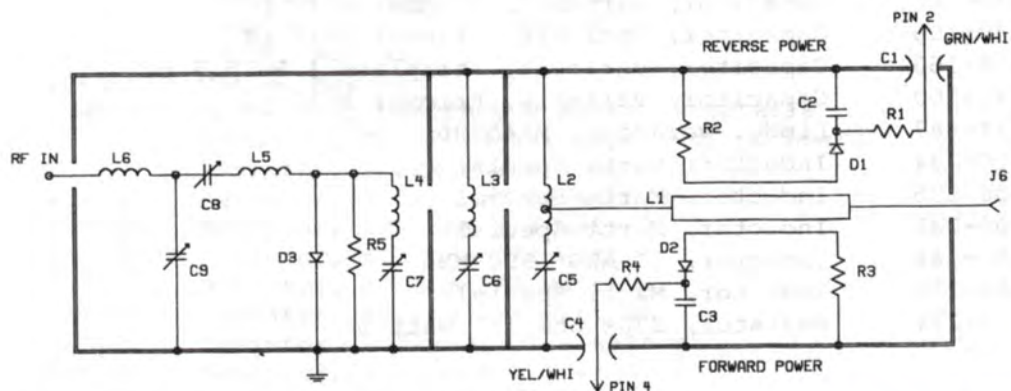 PIN 2
GRN/WHI
REVERSE POWER
C1
C2
R1
R2
D1
RF IN
L6
L5
L4
L3
L2
L1
J6
C8
C9
D3
R5
C7
C6
C5
D2
R4
R3
C3
C4
YEL/WHI
FORWARD POWER
PIN 4